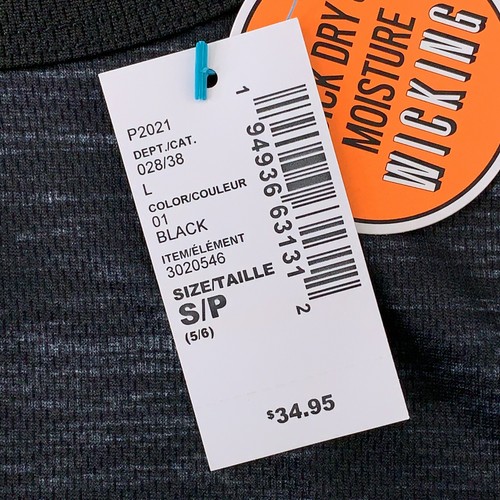 P2021
DEPT./CAT.
028/38
L
COLOR/COULEUR
01
BLACK
ITEM/ÉLÉMENT
3020546
SIZE/TAILLE
S/P
(5/6)
1 94936 63131 2
$34.95
DRY
MOISTURE
WICKING